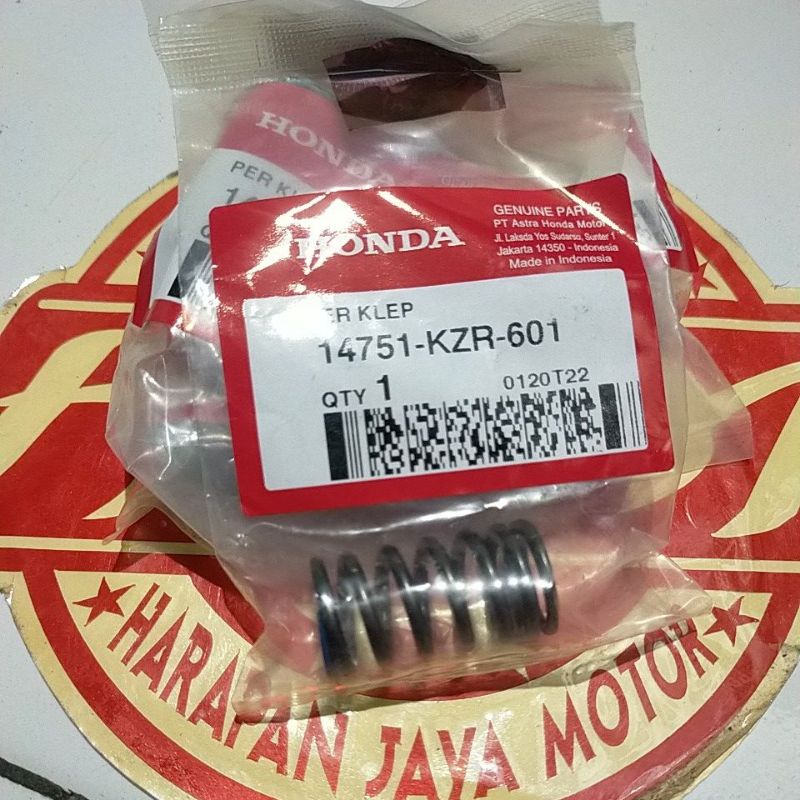 HONDA
PER KL
14
HONDA
GENUINE PARTS
PT Astra Honda Motor
Jl. Laksda Yos Sudarso, Sunter 1
Jakarta 14350 - Indonesia
Made in Indonesia
ER KLEP
14751-KZR-601
QTY 1
0120T22
HARAPAN JAYA MOTOR